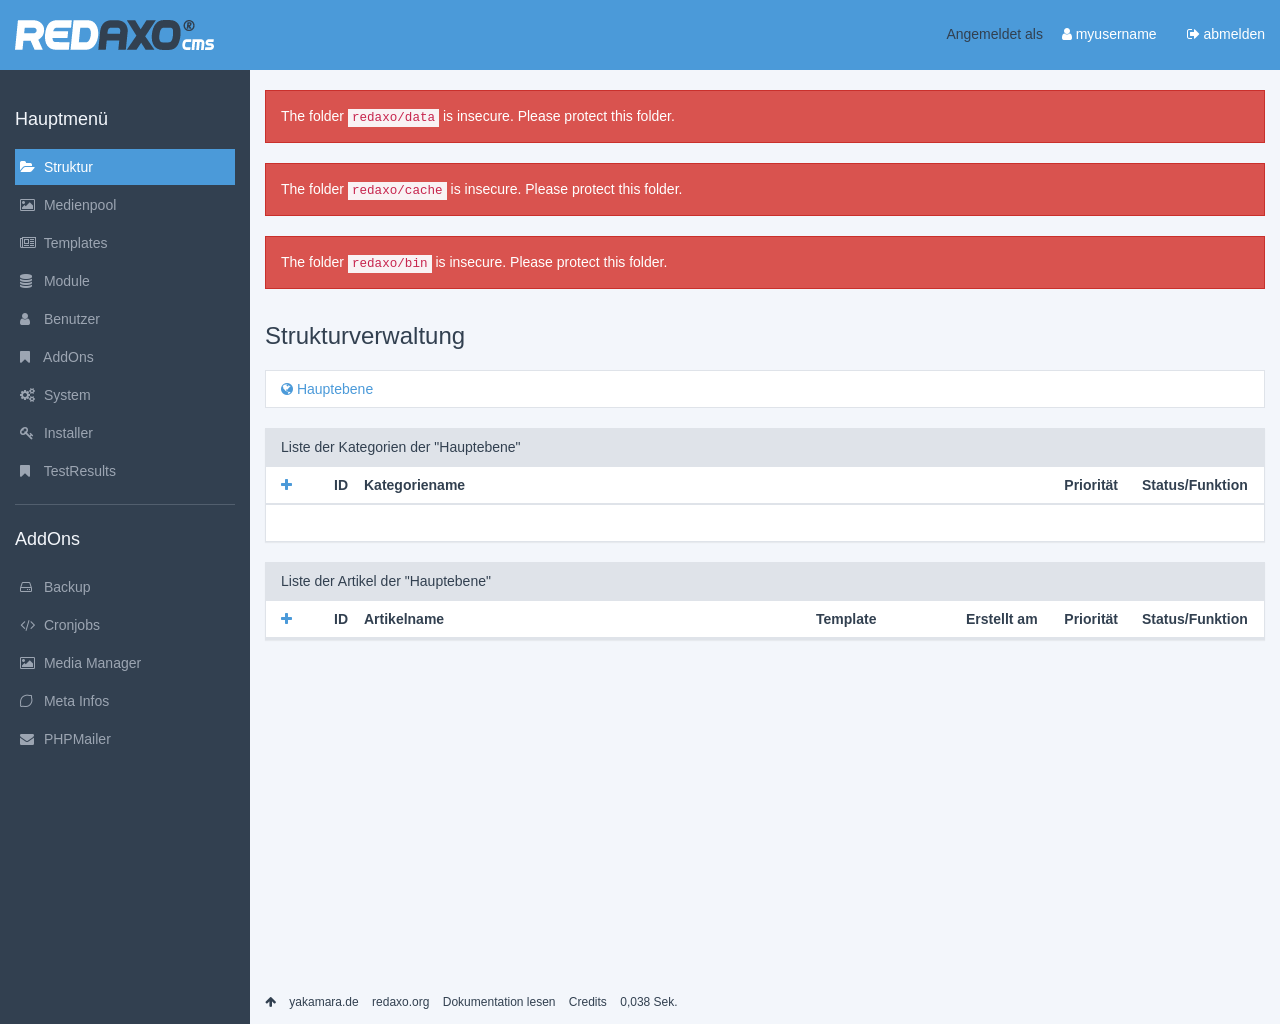 REDAXO® cms
Angemeldet als myusername abmelden
Hauptmenü
Struktur
Medienpool
Templates
Module
Benutzer
AddOns
System
Installer
TestResults
AddOns
Backup
Cronjobs
Media Manager
Meta Infos
PHPMailer
The folder redaxo/data is insecure. Please protect this folder.
The folder redaxo/cache is insecure. Please protect this folder.
The folder redaxo/bin is insecure. Please protect this folder.
Strukturverwaltung
Hauptebene
Liste der Kategorien der "Hauptebene"
ID Kategoriename Priorität Status/Funktion
Liste der Artikel der "Hauptebene"
ID Artikelname Template Erstellt am Priorität Status/Funktion
yakamara.de redaxo.org Dokumentation lesen Credits 0,038 Sek.